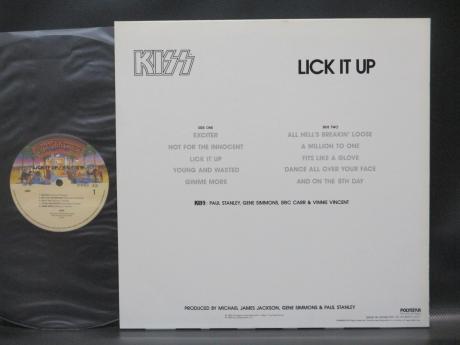 KISS
LICK IT UP
SIDE ONE
EXCITER
NOT FOR THE INNOCENT
LICK IT UP
YOUNG AND WASTED
GIMME MORE
SIDE TWO
ALL HELL'S BREAKIN' LOOSE
A MILLION TO ONE
FITS LIKE A GLOVE
DANCE ALL OVER YOUR FACE
AND ON THE 8TH DAY
KISS: PAUL STANLEY, GENE SIMMONS, ERIC CARR & VINNIE VINCENT
PRODUCED BY MICHAEL JAMES JACKSON, GENE SIMMONS & PAUL STANLEY
POLYSTAR
1